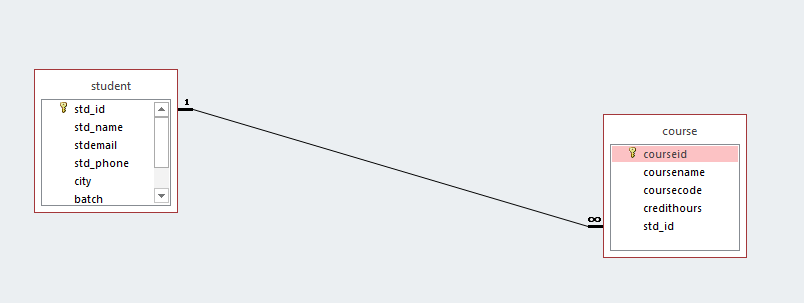 student
std_id
std_name
stdemail
std_phone
city
batch
1
∞
course
courseid
coursename
coursecode
credithours
std_id